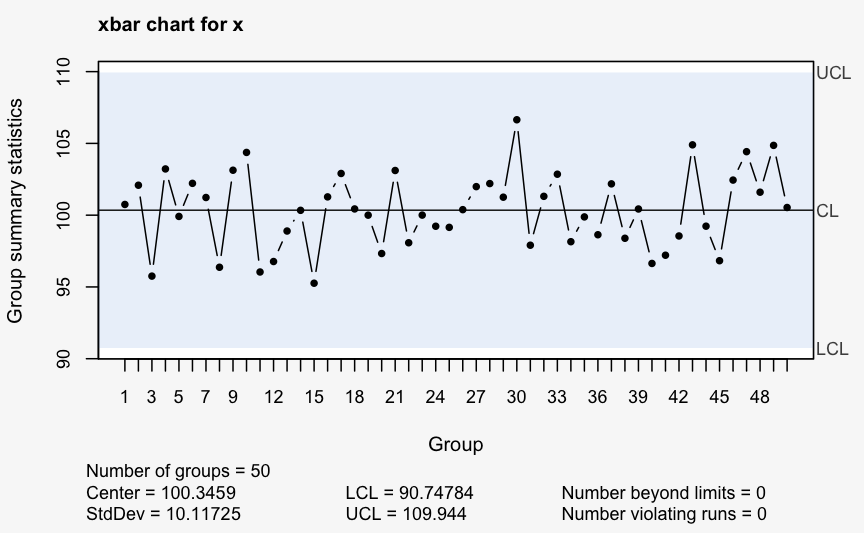 xbar chart for x
Group summary statistics
110
105
100
95
90
UCL
CL
LCL
1 3 5 7 9 12 15 18 21 24 27 30 33 36 39 42 45 48
Group
Number of groups = 50
Center = 100.3459 LCL = 90.74784 Number beyond limits = 0
StdDev = 10.11725 UCL = 109.944 Number violating runs = 0